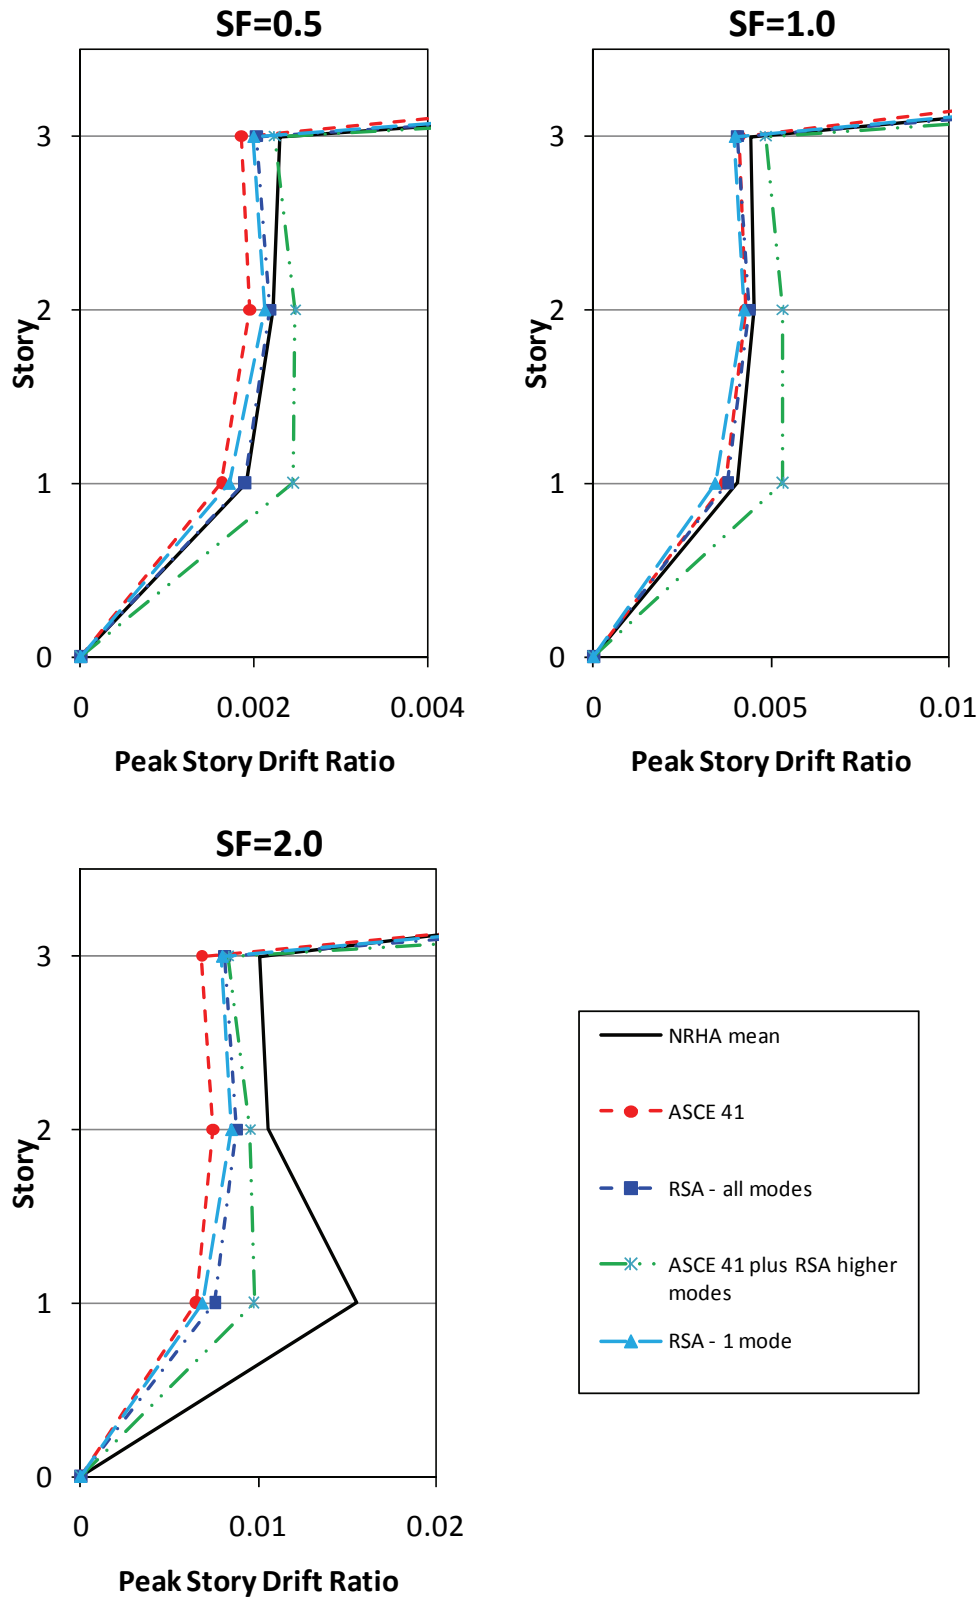 SF=0.5
3
2
1
0
Story
0 0.002 0.004
Peak Story Drift Ratio
SF=1.0
3
2
1
0
Story
0 0.005 0.01
Peak Story Drift Ratio
SF=2.0
3
2
1
0
Story
0 0.01 0.02
Peak Story Drift Ratio
NRHA mean
ASCE 41
RSA - all modes
ASCE 41 plus RSA higher
modes
RSA - 1 mode